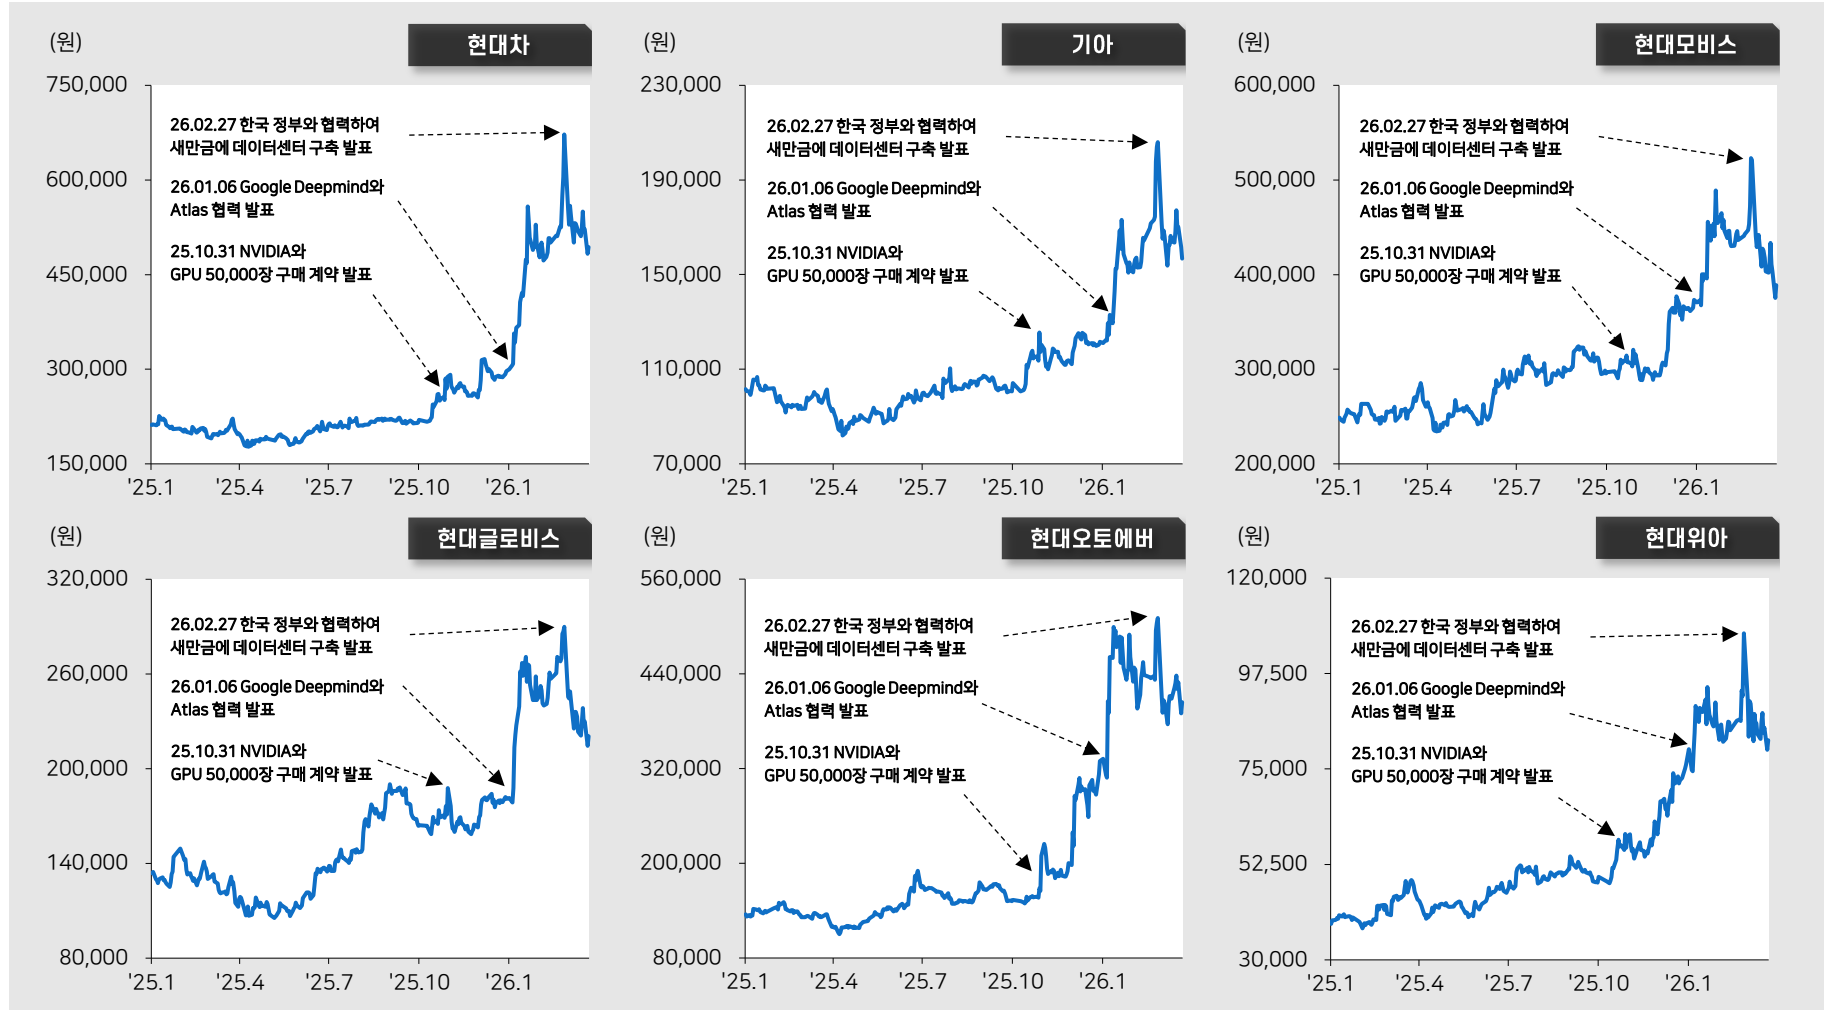 (원)
현대차
750,000
600,000
450,000
300,000
150,000
26.02.27 한국 정부와 협력하여
새만금에 데이터센터 구축 발표
26.01.06 Google Deepmind와
Atlas 협력 발표
25.10.31 NVIDIA와
GPU 50,000장 구매 계약 발표
'25.1
'25.4
'25.7
'25.10
'26.1
(원)
기아
230,000
190,000
150,000
110,000
70,000
26.02.27 한국 정부와 협력하여
새만금에 데이터센터 구축 발표
26.01.06 Google Deepmind와
Atlas 협력 발표
25.10.31 NVIDIA와
GPU 50,000장 구매 계약 발표
'25.1
'25.4
'25.7
'25.10
'26.1
(원)
현대모비스
600,000
500,000
400,000
300,000
200,000
26.02.27 한국 정부와 협력하여
새만금에 데이터센터 구축 발표
26.01.06 Google Deepmind와
Atlas 협력 발표
25.10.31 NVIDIA와
GPU 50,000장 구매 계약 발표
'25.1
'25.4
'25.7
'25.10
'26.1
(원)
현대글로비스
320,000
260,000
200,000
140,000
80,000
26.02.27 한국 정부와 협력하여
새만금에 데이터센터 구축 발표
26.01.06 Google Deepmind와
Atlas 협력 발표
25.10.31 NVIDIA와
GPU 50,000장 구매 계약 발표
'25.1
'25.4
'25.7
'25.10
'26.1
(원)
현대오토에버
560,000
440,000
320,000
200,000
80,000
26.02.27 한국 정부와 협력하여
새만금에 데이터센터 구축 발표
26.01.06 Google Deepmind와
Atlas 협력 발표
25.10.31 NVIDIA와
GPU 50,000장 구매 계약 발표
'25.1
'25.4
'25.7
'25.10
'26.1
(원)
현대위아
120,000
97,500
75,000
52,500
30,000
26.02.27 한국 정부와 협력하여
새만금에 데이터센터 구축 발표
26.01.06 Google Deepmind와
Atlas 협력 발표
25.10.31 NVIDIA와
GPU 50,000장 구매 계약 발표
'25.1
'25.4
'25.7
'25.10
'26.1